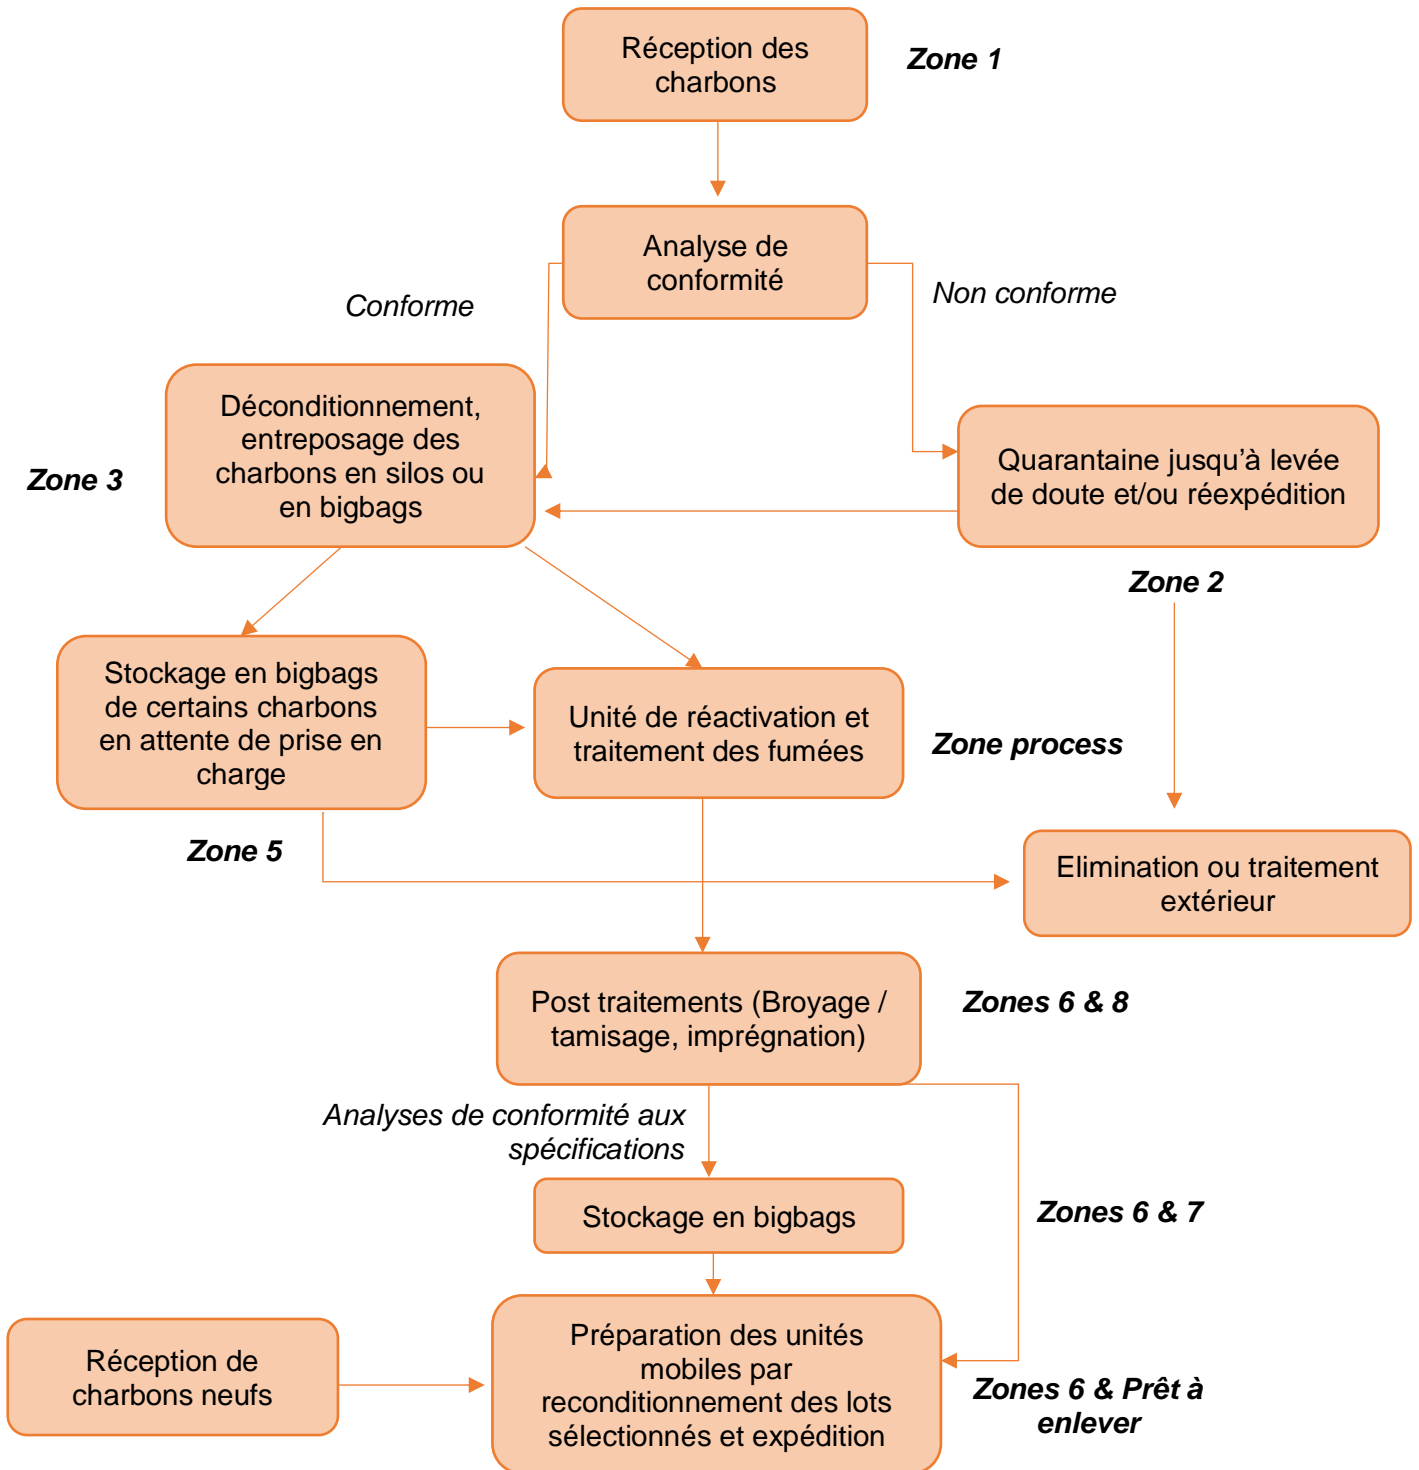 Réception des
charbons
Zone 1
Analyse de
conformité
Conforme
Non conforme
Déconditionnement,
entreposage des
charbons en silos ou
en bigbags
Zone 3
Quarantaine jusqu'à levée
de doute et/ou réexpédition
Zone 2
Stockage en bigbags
de certains charbons
en attente de prise en
charge
Zone 5
Unité de réactivation et
traitement des fumées
Zone process
Elimination ou traitement
extérieur
Post traitements (Broyage /
tamisage, imprégnation)
Zones 6 & 8
Analyses de conformité aux
spécifications
Stockage en bigbags
Zones 6 & 7
Réception de
charbons neufs
Préparation des unités
mobiles par
reconditionnement des lots
sélectionnés et expédition
Zones 6 & Prêt à
enlever